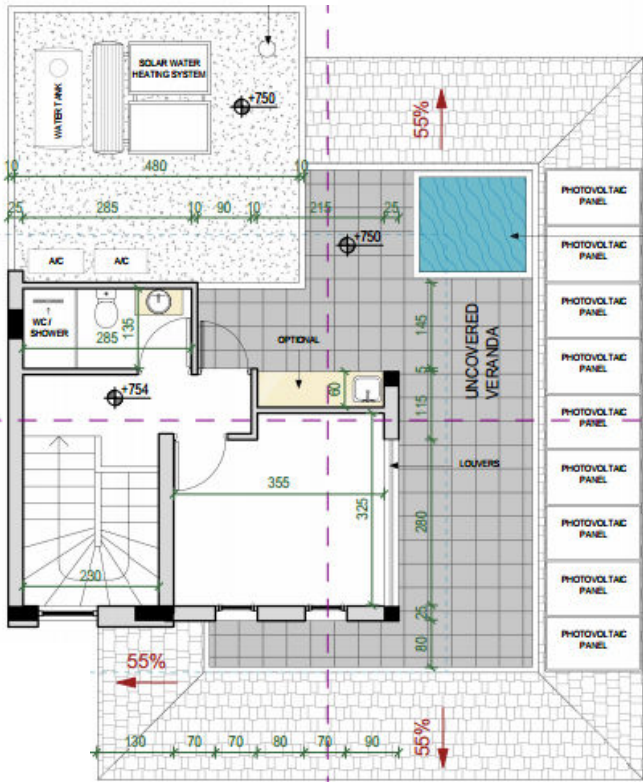 SOLAR WATER
HEATING SYSTEM
WATER TANK
+750
55%
10
480
10
25
285
10
90
10
215
25
PHOTOVOLTAIC
PANEL
PHOTOVOLTAIC
PANEL
PHOTOVOLTAIC
PANEL
PHOTOVOLTAIC
PANEL
PHOTOVOLTAIC
PANEL
PHOTOVOLTAIC
PANEL
PHOTOVOLTAIC
PANEL
PHOTOVOLTAIC
PANEL
PHOTOVOLTAIC
PANEL
+750
A/C
A/C
WC /
SHOWER
135
285
OPTIONAL
145
UNCOVERED
VERANDA
5
+754
60
115
LOUVERS
355
325
280
230
25
80
55%
55%
130
70
70
80
70
90